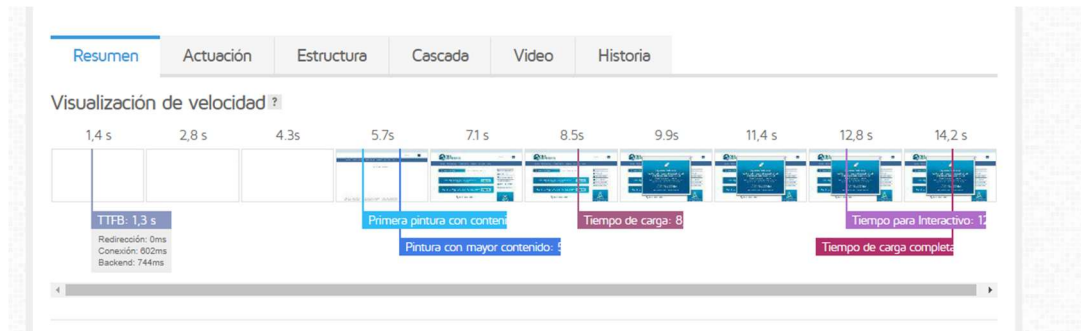 Resumen Actuación Estructura Cascada Video Historia
Visualización de velocidad ?
1,4 s 2,8 s 4.3s 5.7s 7.1 s 8.5s 9.9s 11,4 s 12,8 s 14,2 s
TTFB: 1,3 s
Redirección: 0ms
Conexión: 602ms
Backend: 744ms
Primera pintura con conteni
Pintura con mayor contenido: 5
Tiempo de carga: 8
Tiempo para Interactivo: 12
Tiempo de carga completa